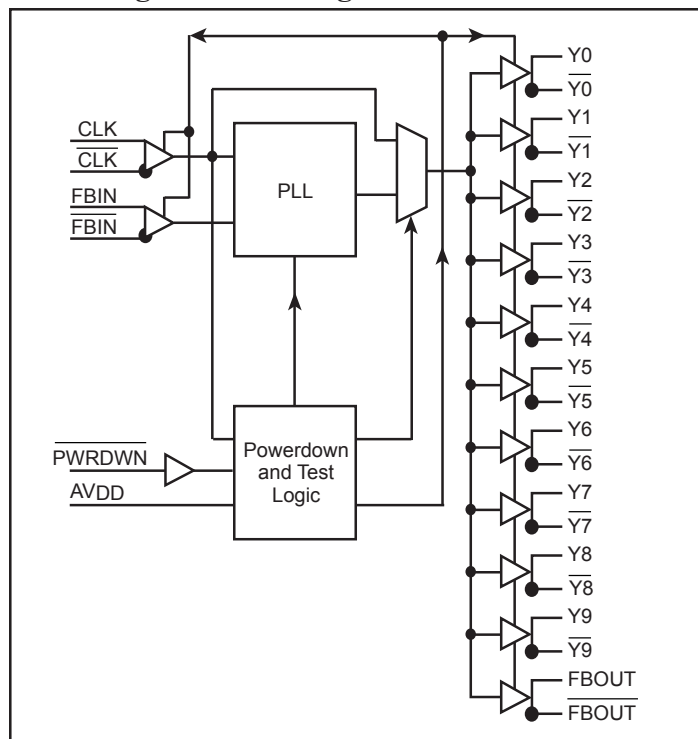 CLK
CLK
FBIN
FBIN
PLL
PWRDWN
AVDD
Powerdown
and Test
Logic
Y0
Y0
Y1
Y1
Y2
Y2
Y3
Y3
Y4
Y4
Y5
Y5
Y6
Y6
Y7
Y7
Y8
Y8
Y9
Y9
FBOUT
FBOUT